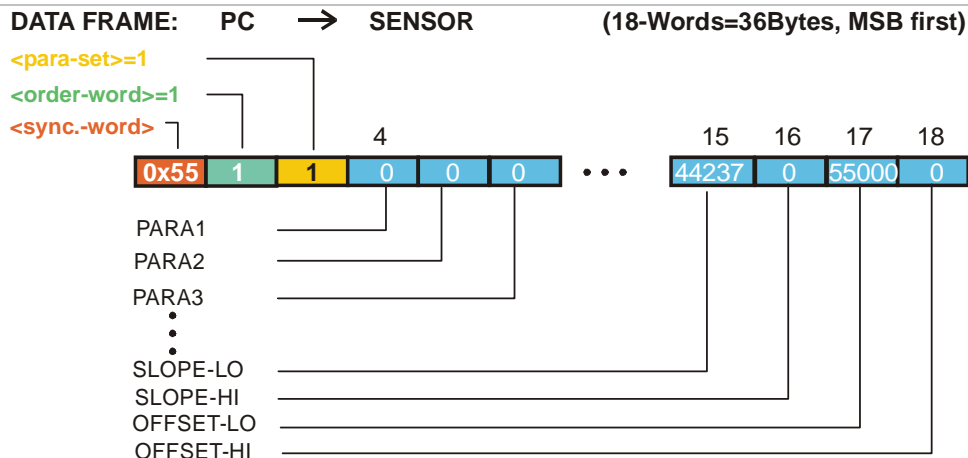 DATA FRAME: PC → SENSOR (18-Words=36Bytes, MSB first)
<para-set>=1
<order-word>=1
<sync.-word>
4 15 16 17 18
0x55 1 1 0 0 0 ••• 44237 0 55000 0
PARA1
PARA2
PARA3
SLOPE-LO
SLOPE-HI
OFFSET-LO
OFFSET-HI